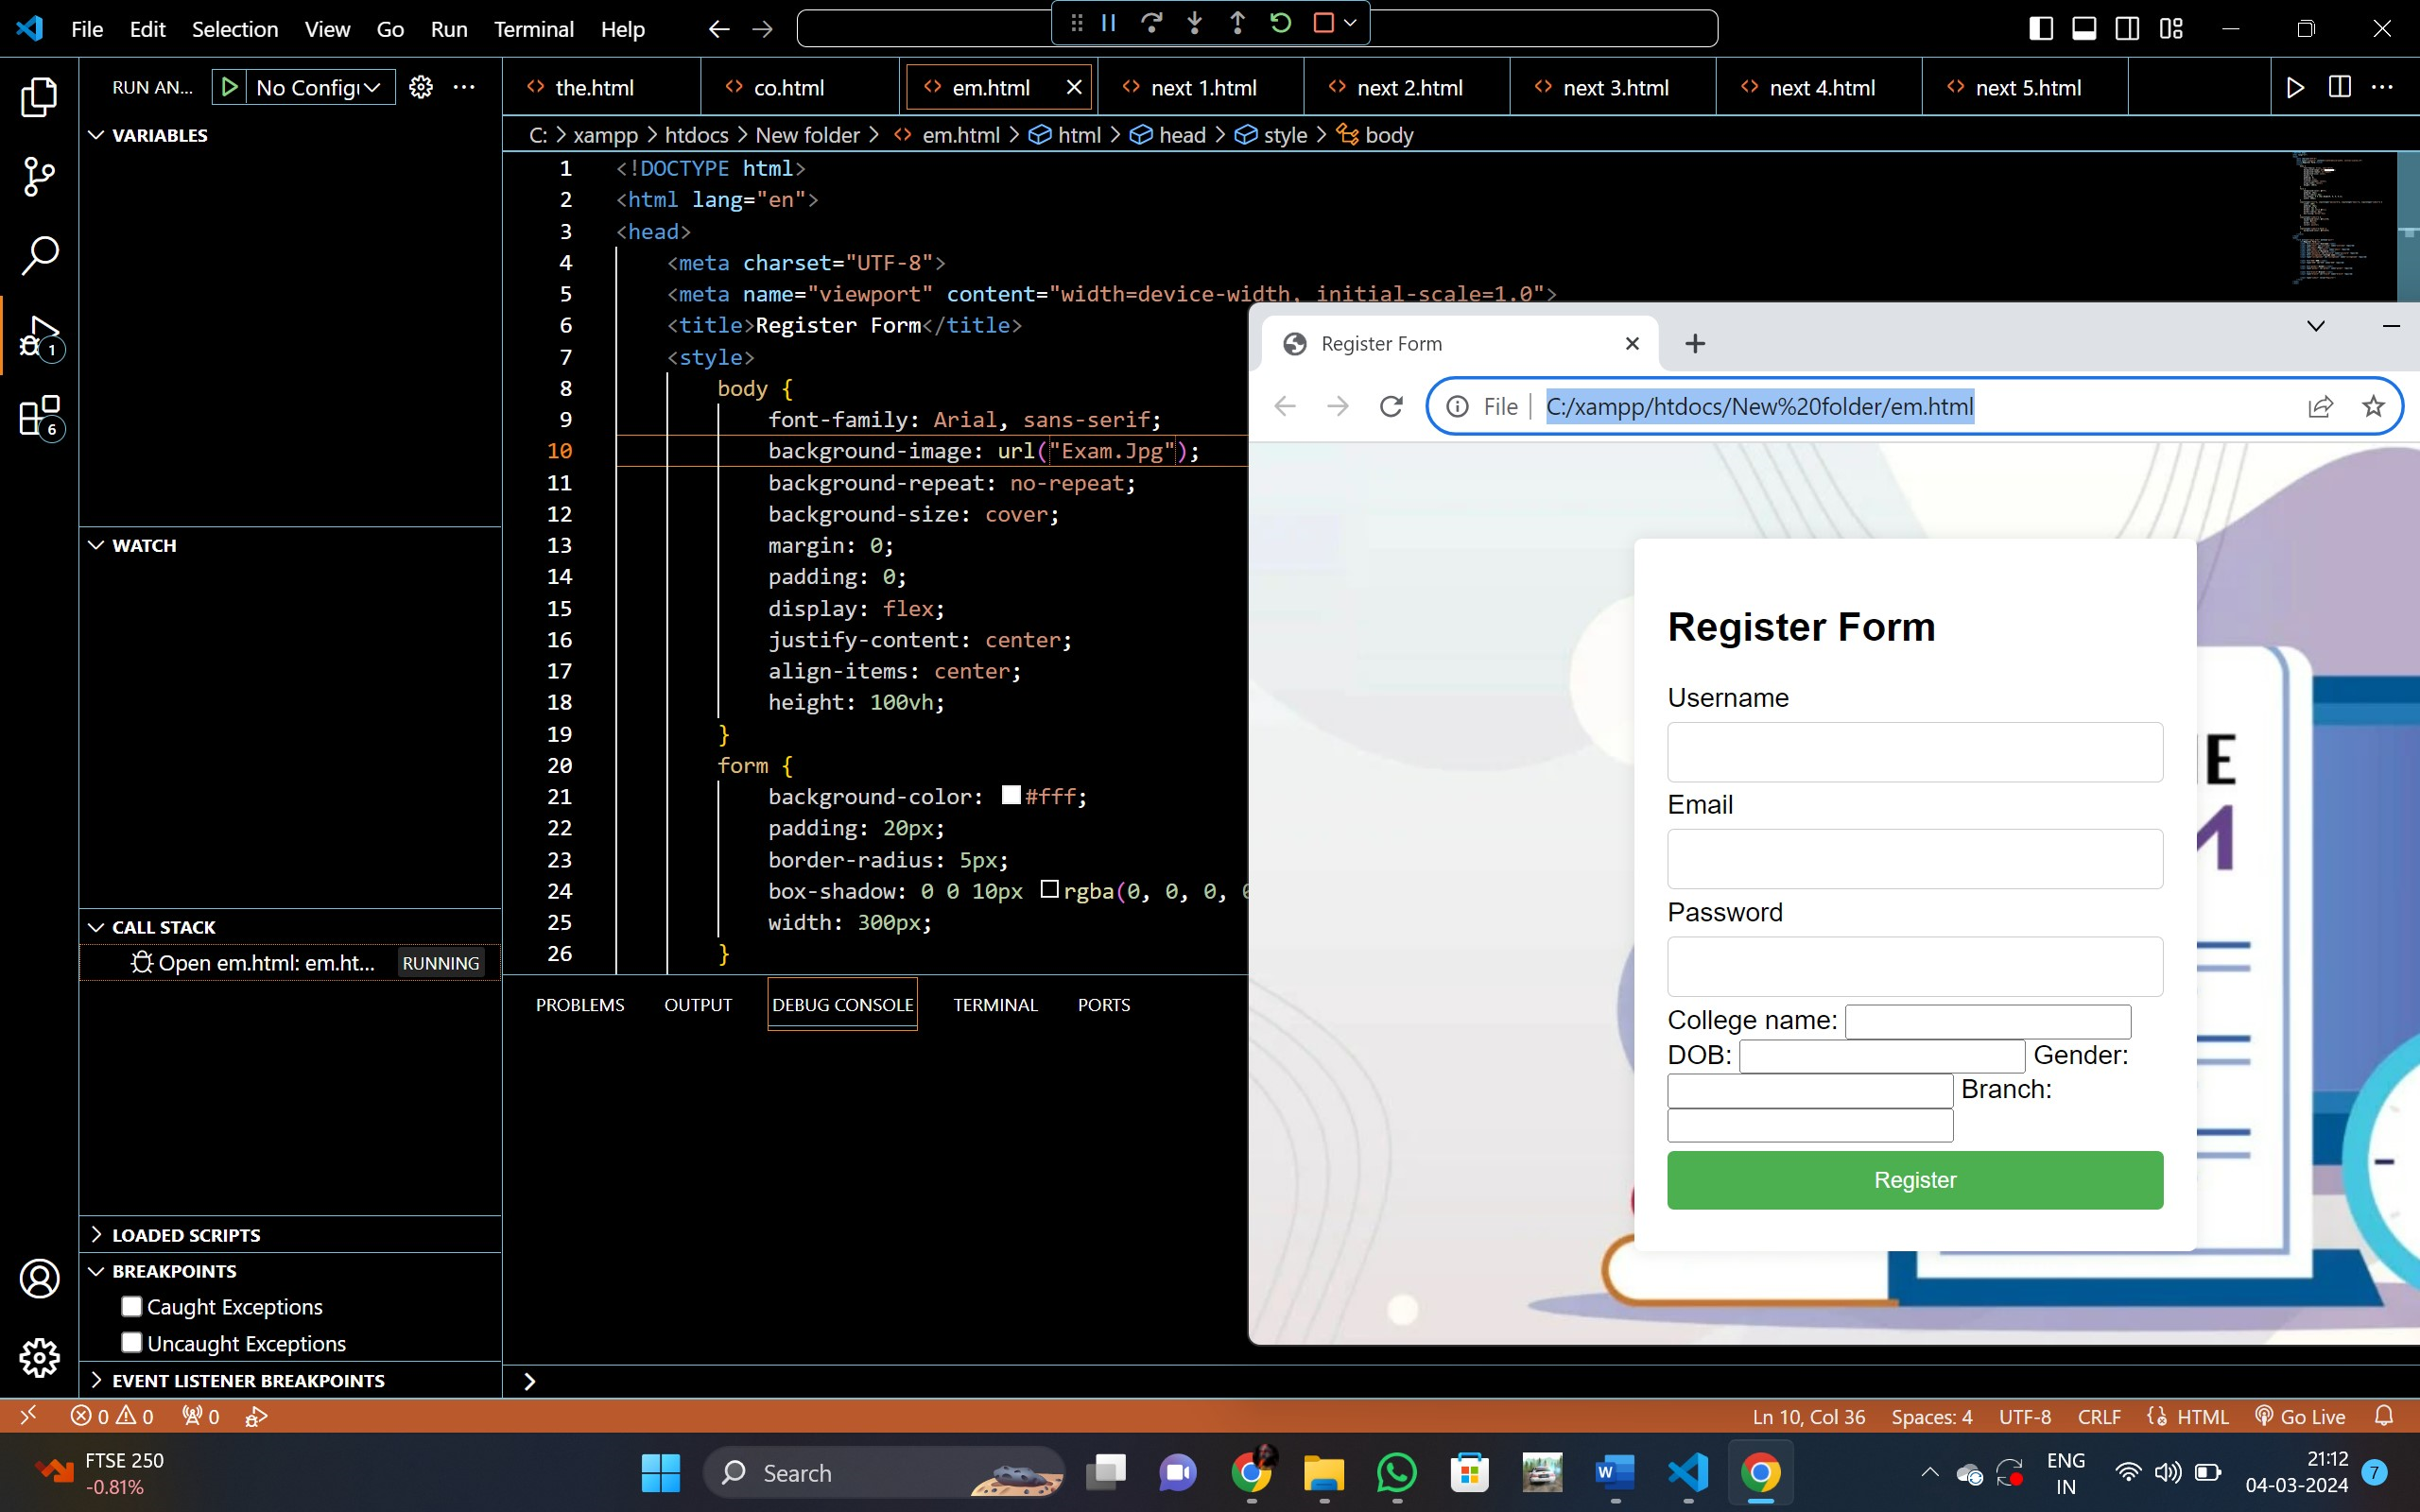 File Edit Selection View Go Run Terminal Help
RUN AN... No Config
the.html co.html em.html next 1.html next 2.html next 3.html next 4.html next 5.html
C: > xampp > htdocs > New folder > em.html > html > head > style > body
VARIABLES
WATCH
CALL STACK
Open em.html: em.ht... RUNNING
LOADED SCRIPTS
BREAKPOINTS
Caught Exceptions
Uncaught Exceptions
EVENT LISTENER BREAKPOINTS
1
6
1 <!DOCTYPE html>
2 <html lang="en">
3 <head>
4 <meta charset="UTF-8">
5 <meta name="viewport" content="width=device-width, initial-scale=1.0">
6 <title>Register Form</title>
7 <style>
8 body {
9 font-family: Arial, sans-serif;
10 background-image: url("Exam.Jpg");
11 background-repeat: no-repeat;
12 background-size: cover;
13 margin: 0;
14 padding: 0;
15 display: flex;
16 justify-content: center;
17 align-items: center;
18 height: 100vh;
19 }
20 form {
21 background-color: #fff;
22 padding: 20px;
23 border-radius: 5px;
24 box-shadow: 0 0 10px rgba(0, 0, 0,
25 width: 300px;
26 }
PROBLEMS OUTPUT DEBUG CONSOLE TERMINAL PORTS
Register Form
File C:/xampp/htdocs/New%20folder/em.html
Register Form
Username
Email
Password
College name:
DOB: Gender:
Branch:
Register
E
0 0 0
Ln 10, Col 36 Spaces: 4 UTF-8 CRLF HTML Go Live
FTSE 250
-0.81%
Search
W
ENG
IN
21:12
04-03-2024
7